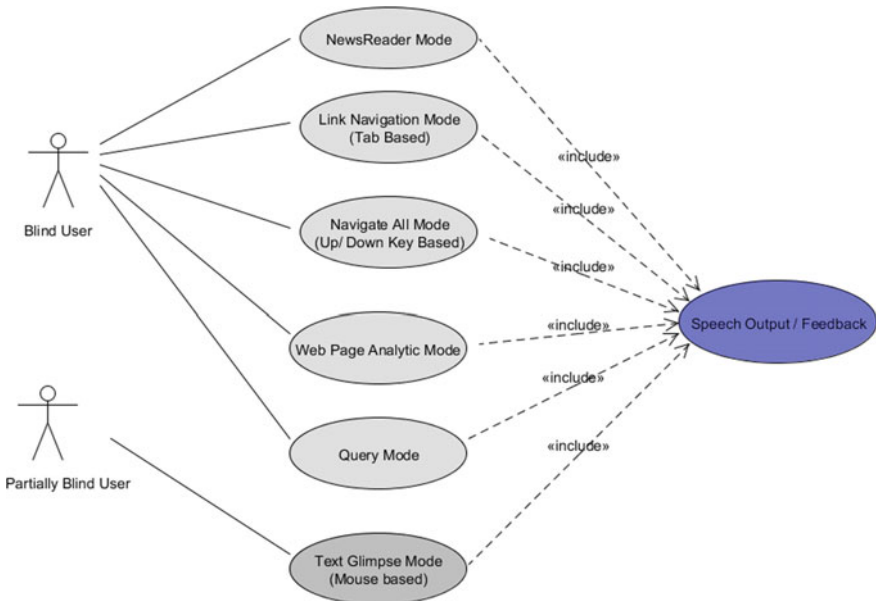 NewsReader Mode
Link Navigation Mode
(Tab Based)
«include»
Blind User
Navigate All Mode
(Up/ Down Key Based)
«include»
«include»
Speech Output / Feedback
Web Page Analytic Mode
«include»
«include»
Partially Blind User
Query Mode
«include»
Text Glimpse Mode
(Mouse based)